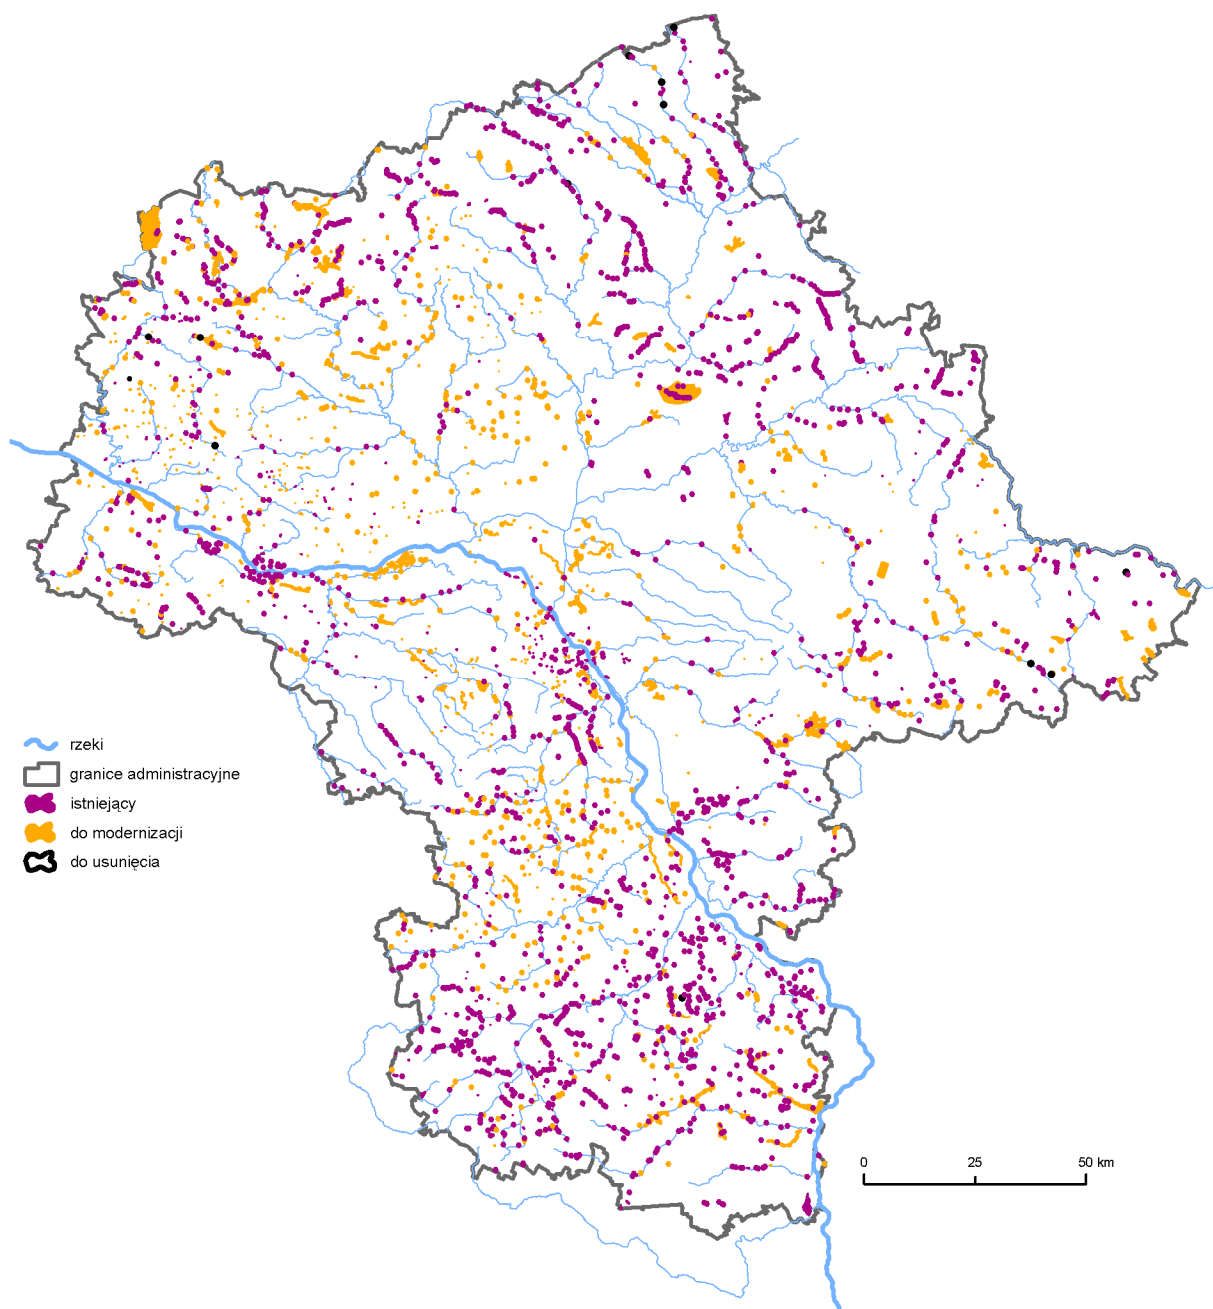 rzeki
granice administracyjne
istniejący
do modernizacji
do usunięcia
0 25 50 km